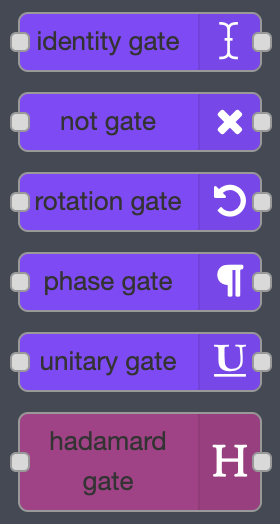 identity gate
not gate
rotation gate
phase gate ¶
unitary gate U
hadamard
gate H